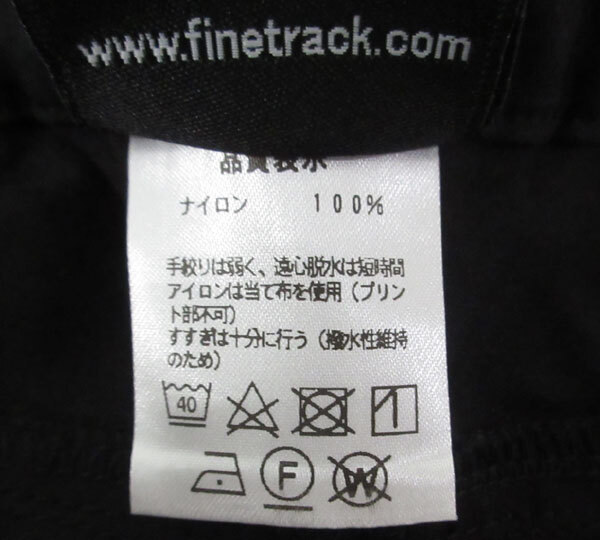 www.finetrack.com
品質表示
ナイロン 100%
手絞りは弱く、遠心脱水は短時間
アイロンは当て布を使用（プリン
ト部不可）
すすぎは十分に行う（撥水性維持
のため）
40
F W